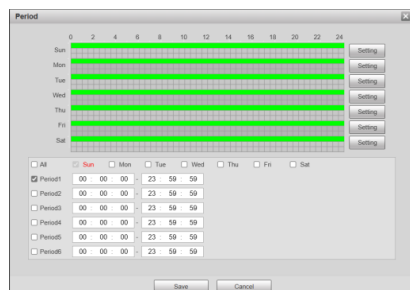 Period
0 2 4 6 8 10 12 14 16 18 20 22 24
Sun Setting
Mon Setting
Tue Setting
Wed Setting
Thu Setting
Fri Setting
Sat Setting
All Sun Mon Tue Wed Thu Fri Sat
Period1 00 : 00 : 00 - 23 : 59 : 59
Period2 00 : 00 : 00 - 23 : 59 : 59
Period3 00 : 00 : 00 - 23 : 59 : 59
Period4 00 : 00 : 00 - 23 : 59 : 59
Period5 00 : 00 : 00 - 23 : 59 : 59
Period6 00 : 00 : 00 - 23 : 59 : 59
Save Cancel